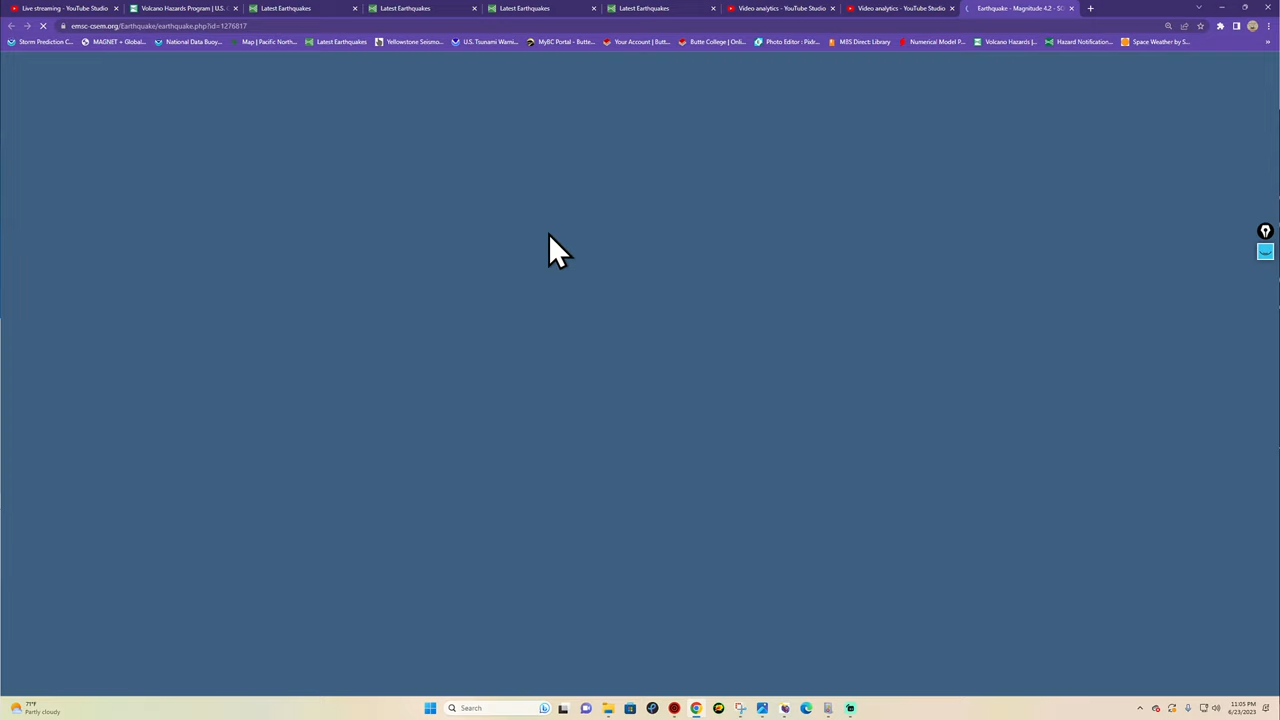 Live streaming - YouTube Studio
Volcano Hazards Program | U.S. (
Latest Earthquakes
Latest Earthquakes
Latest Earthquakes
Latest Earthquakes
Video analytics - YouTube Studio
Video analytics - YouTube Studio
Earthquake - Magnitude 4.2 - SO
emsc-csem.org/Earthquake/earthquake.php?id=1276817
Storm Prediction C...
MAGNET + Global...
National Data Buoy...
Map | Pacific North...
Latest Earthquakes
Yellowstone Seismo...
U.S. Tsunami Warni...
MyBC Portal - Butte...
Your Account | Butt...
Butte College | Onli...
Photo Editor : Pixlr...
MBS Direct: Library
Numerical Model P...
Volcano Hazards |...
Hazard Notification...
Space Weather by S...
»
71°F
Partly cloudy
Search
11:05 PM
6/23/2023